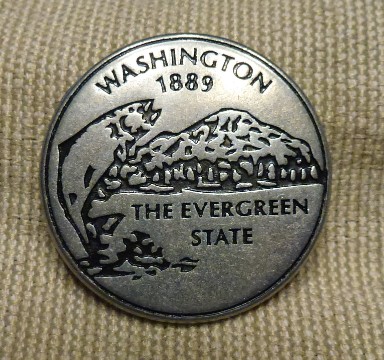 WASHINGTON
1889
THE EVERGREEN
STATE